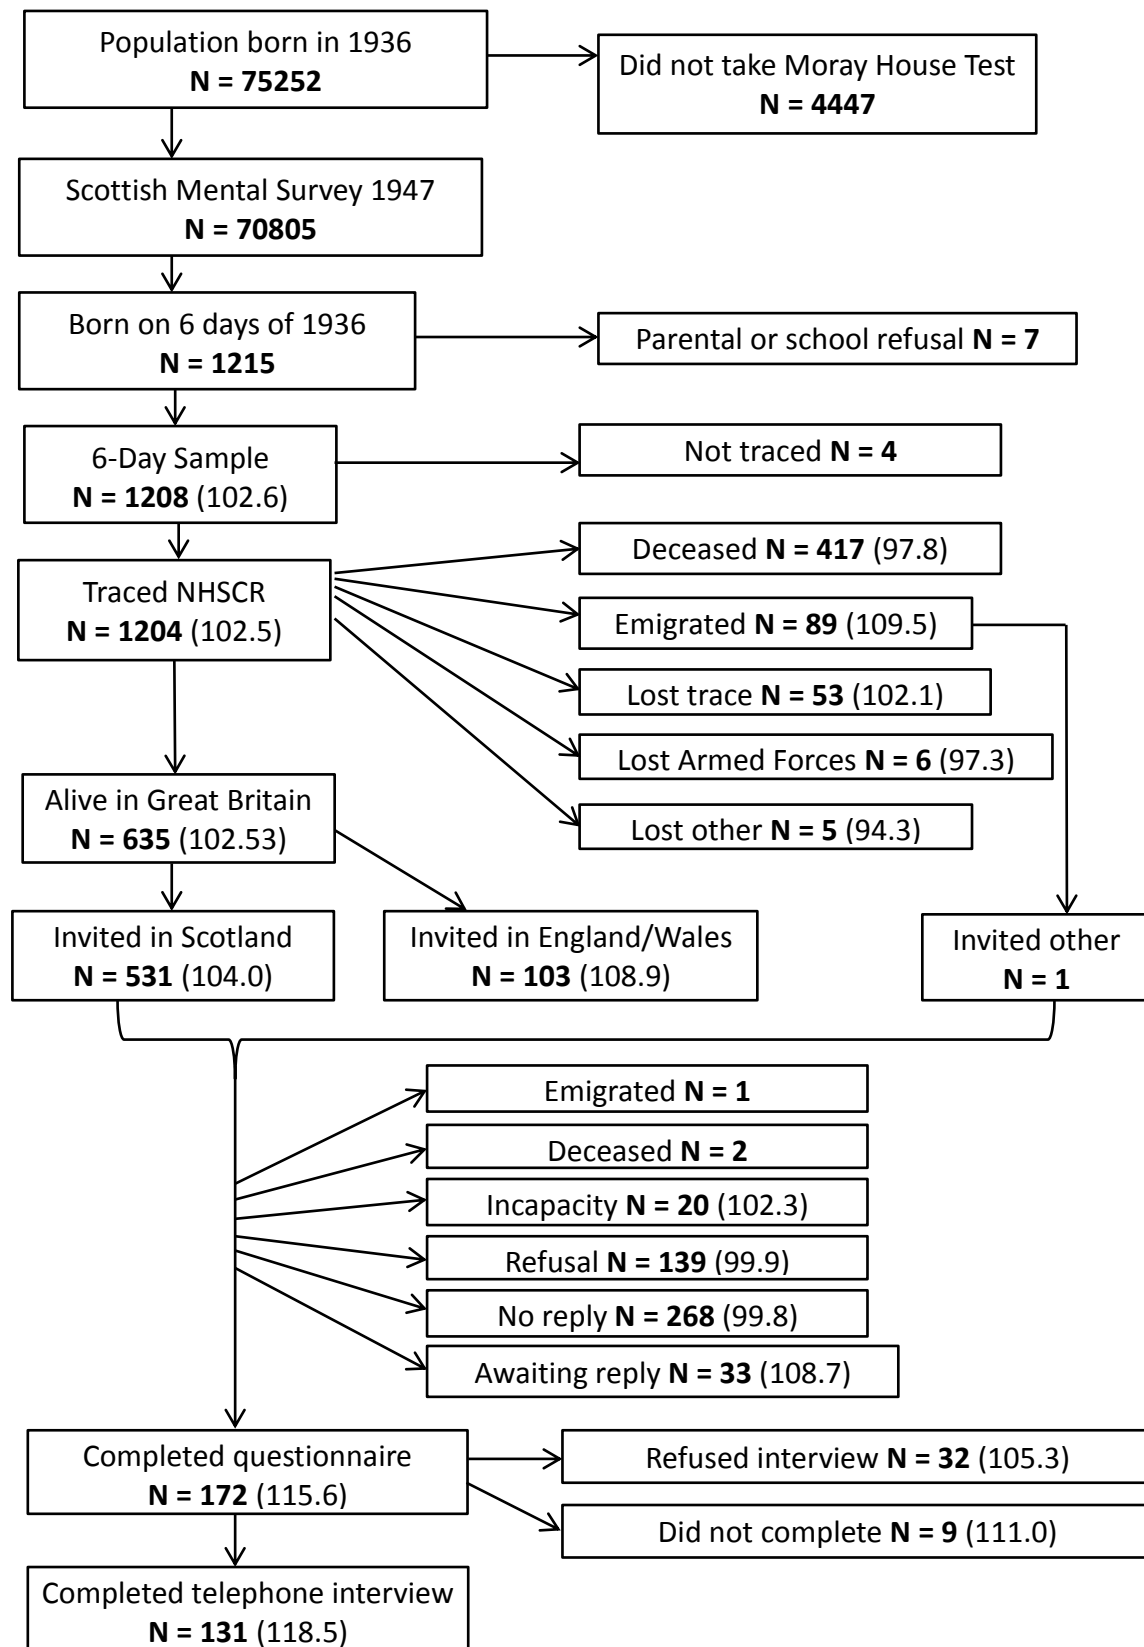 Population born in 1936
N = 75252
Did not take Moray House Test
N = 4447
Scottish Mental Survey 1947
N = 70805
Born on 6 days of 1936
N = 1215
Parental or school refusal N = 7
6-Day Sample
N = 1208 (102.6)
Not traced N = 4
Traced NHSCR
N = 1204 (102.5)
Deceased N = 417 (97.8)
Emigrated N = 89 (109.5)
Lost trace N = 53 (102.1)
Lost Armed Forces N = 6 (97.3)
Lost other N = 5 (94.3)
Alive in Great Britain
N = 635 (102.53)
Invited in Scotland
N = 531 (104.0)
Invited in England/Wales
N = 103 (108.9)
Invited other
N = 1
Emigrated N = 1
Deceased N = 2
Incapacity N = 20 (102.3)
Refusal N = 139 (99.9)
No reply N = 268 (99.8)
Awaiting reply N = 33 (108.7)
Completed questionnaire
N = 172 (115.6)
Refused interview N = 32 (105.3)
Did not complete N = 9 (111.0)
Completed telephone interview
N = 131 (118.5)